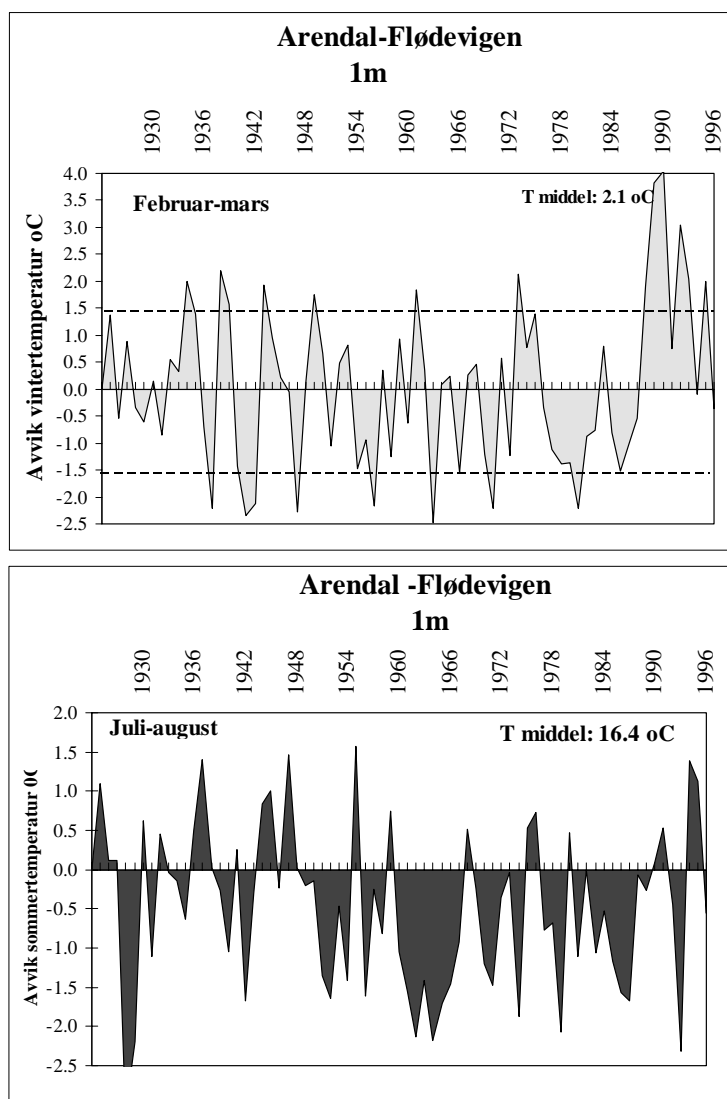 Arendal-Flødevigen
1m
1930 1936 1942 1948 1954 1960 1966 1972 1978 1984 1990 1996
Avvik vintertemperatur oC
4.0
Februar-mars T middel: 2.1 oC
3.5
3.0
2.5
2.0
1.5
1.0
0.5
0.0
-0.5
-1.0
-1.5
-2.0
-2.5
Arendal -Flødevigen
1m
1930 1936 1942 1948 1954 1960 1966 1972 1978 1984 1990 1996
Avvik sommertemperatur 0C
2.0
Juli-august T middel: 16.4 oC
1.5
1.0
0.5
0.0
-0.5
-1.0
-1.5
-2.0
-2.5